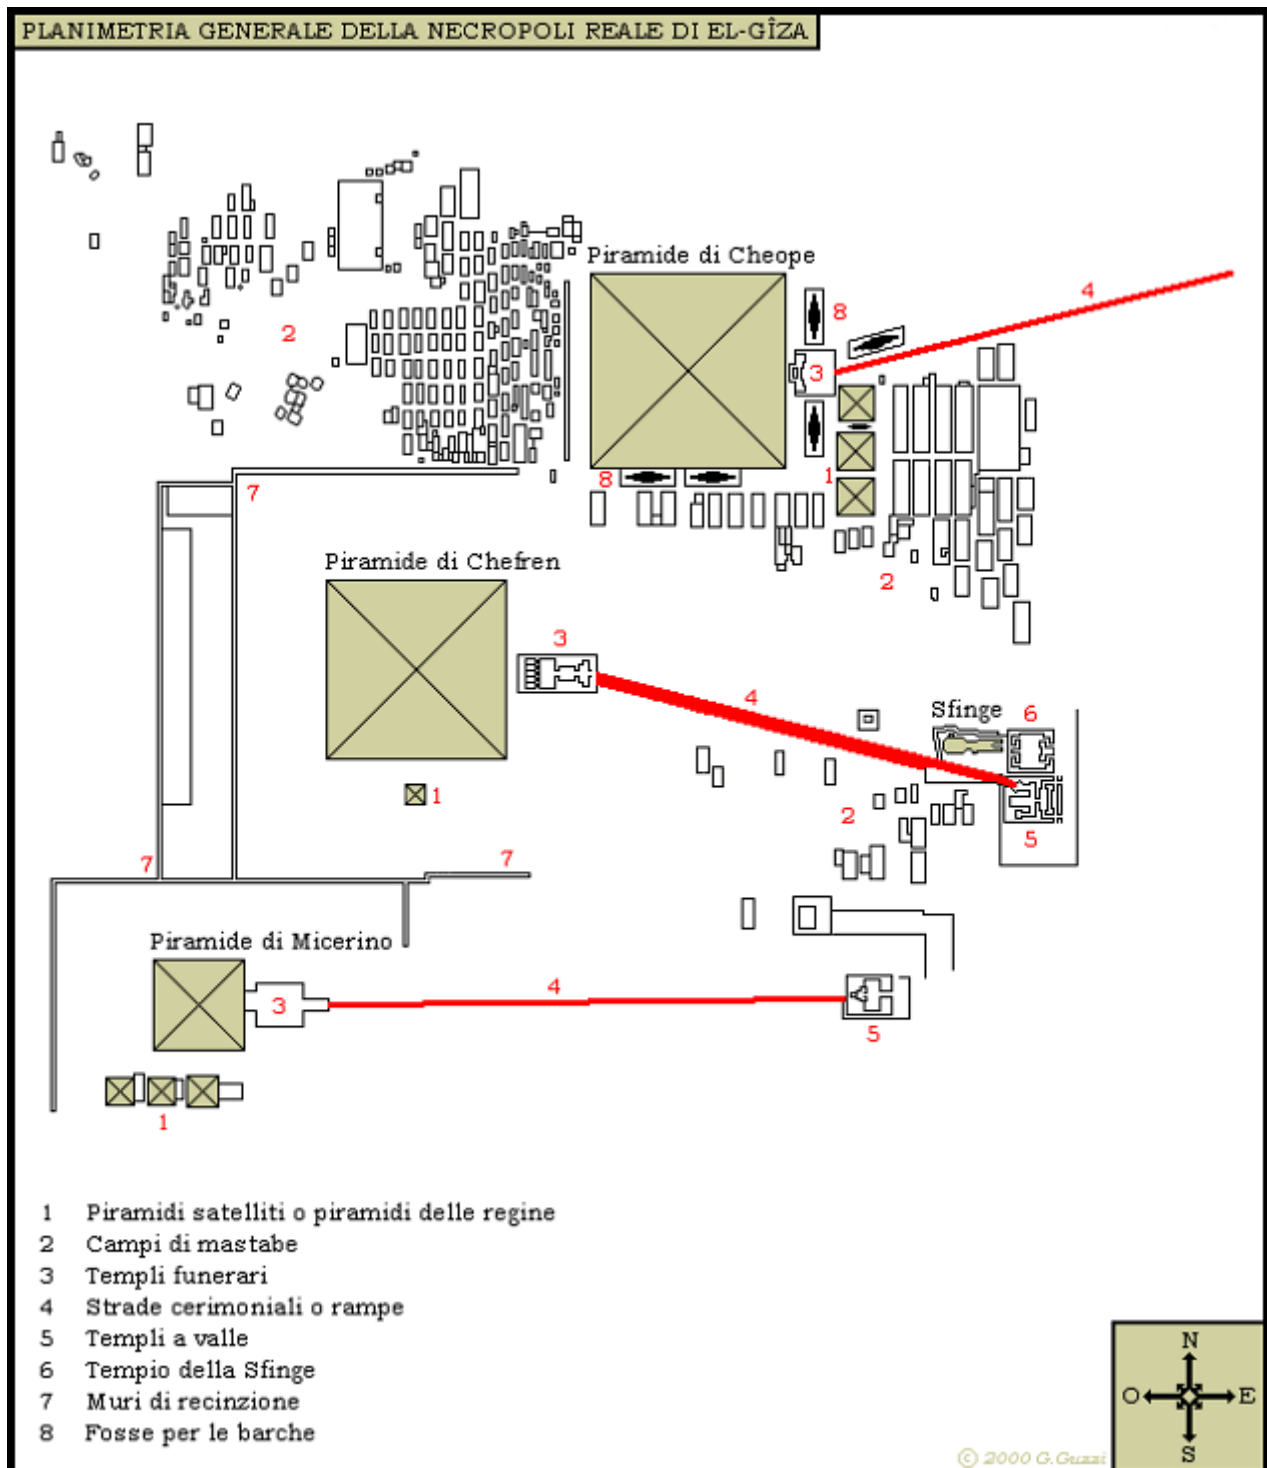 PLANIMETRIA GENERALE DELLA NECROPOLI REALE DI EL-GÎZA
Piramide di Cheope
4
8
2
3
8
1
7
Piramide di Chefren
2
3
4
Sfinge
6
1
2
5
7
7
Piramide di Micerino
4
3
5
1
1 Piramidi satelliti o piramidi delle regine
2 Campi di mastabe
3 Templi funerari
4 Strade cerimoniali o rampe
5 Templi a valle
6 Tempio della Sfinge
7 Muri di recinzione
8 Fosse per le barche
N
O E
S
© 2000 G.Guzzi